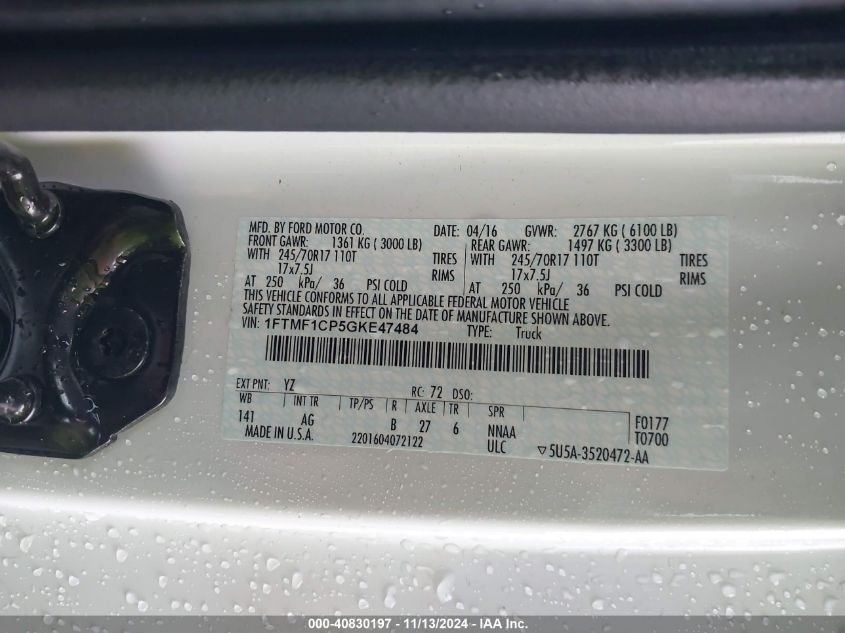 MFD. BY FORD MOTOR CO. DATE: 04/16 GVWR: 2767 KG ( 6100 LB)
FRONT GAWR: 1361 KG ( 3000 LB) REAR GAWR: 1497 KG ( 3300 LB)
WITH 245/70R17 110T TIRES WITH 245/70R17 110T TIRES
17x7.5J RIMS 17x7.5J RIMS
AT 250 kPa/ 36 PSI COLD AT 250 kPa/ 36 PSI COLD
THIS VEHICLE CONFORMS TO ALL APPLICABLE FEDERAL MOTOR VEHICLE
SAFETY STANDARDS IN EFFECT ON THE DATE OF MANUFACTURE SHOWN ABOVE.
VIN: 1FTMF1CP5GKE47484 TYPE: Truck
EXT PNT: YZ RC: 72 DSO:
WB INT TR TP/PS R AXLE TR SPR F0177
141 AG B 27 6 NNAA T0700
MADE IN U.S.A. 2201604072122 ULC ▽5U5A-3520472-AA
000-40830197 - 11/13/2024 - IAA Inc.